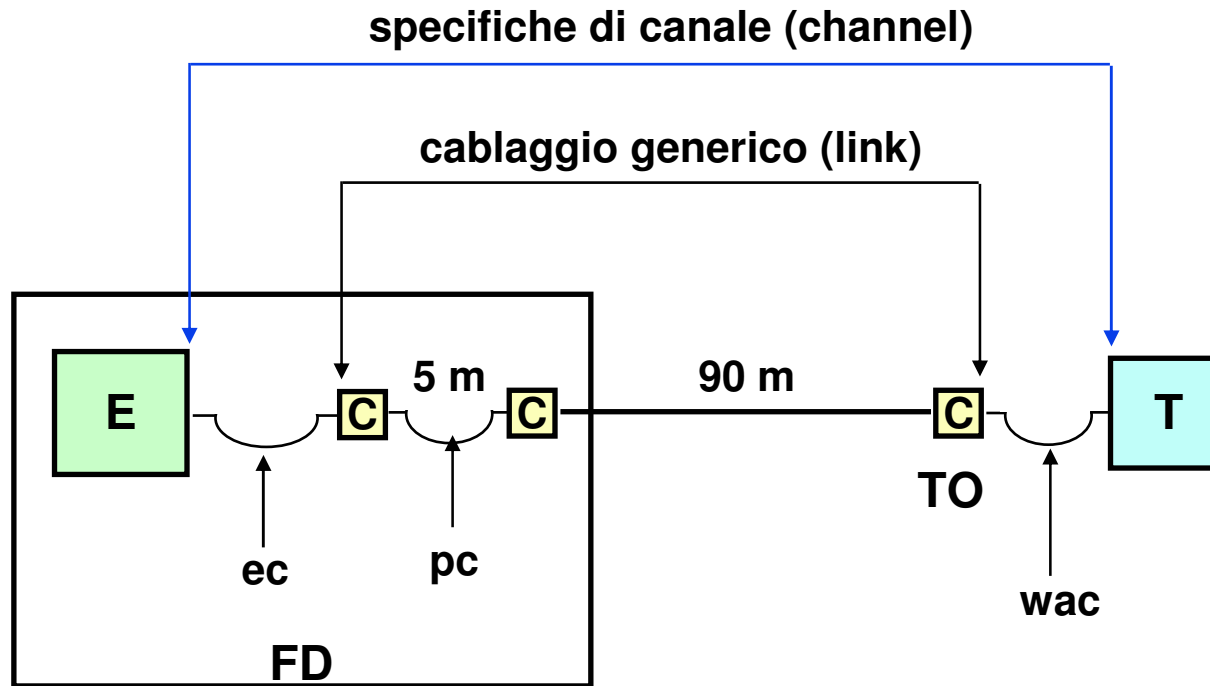 specifiche di canale (channel)
cablaggio generico (link)
5 m
90 m
E
C
C
C
T
TO
ec
pc
wac
FD